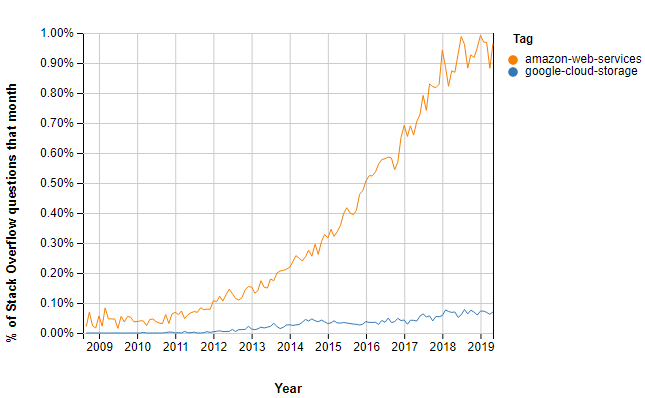 % of Stack Overflow questions that month
1.00%
0.90%
0.80%
0.70%
0.60%
0.50%
0.40%
0.30%
0.20%
0.10%
0.00%
2009 2010 2011 2012 2013 2014 2015 2016 2017 2018 2019
Year
Tag
amazon-web-services
google-cloud-storage